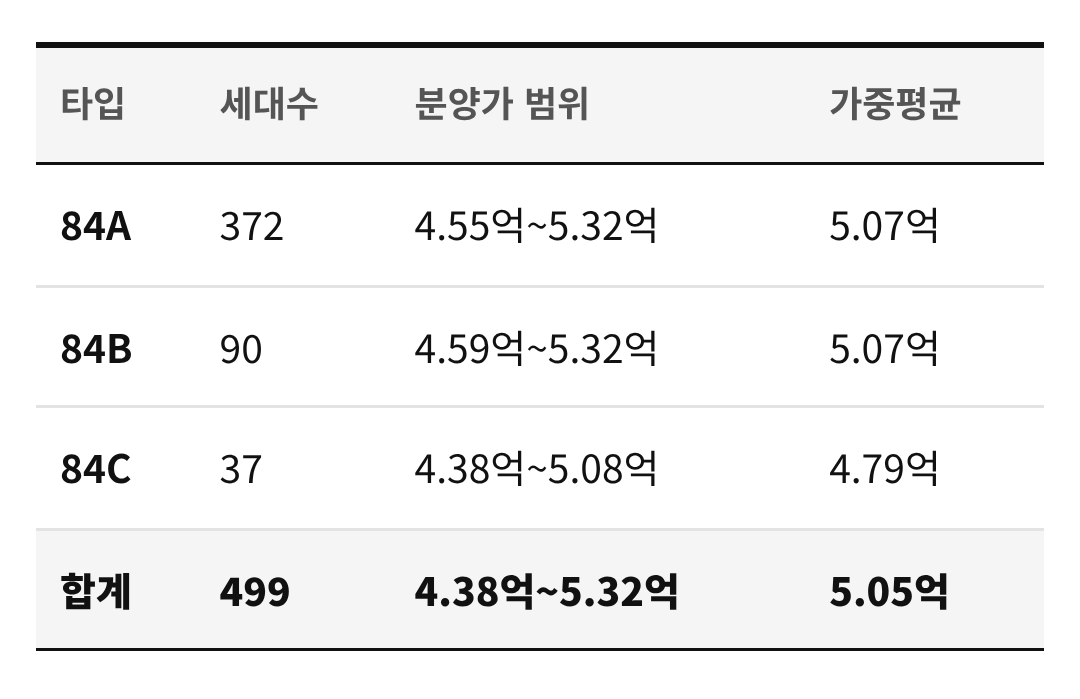 타입 세대수 분양가 범위 가중평균
84A 372 4.55억~5.32억 5.07억
84B 90 4.59억~5.32억 5.07억
84C 37 4.38억~5.08억 4.79억
합계 499 4.38억~5.32억 5.05억